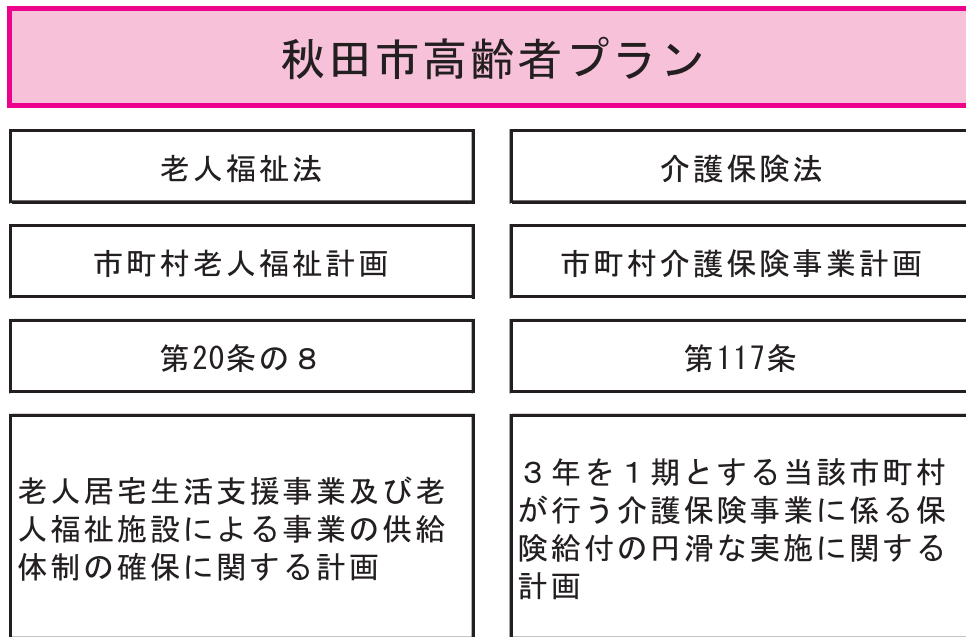 秋田市高齢者プラン
老人福祉法
介護保険法
市町村老人福祉計画
市町村介護保険事業計画
第20条の８
第117条
老人居宅生活支援事業及び老
人福祉施設による事業の供給
体制の確保に関する計画
３年を１期とする当該市町村
が行う介護保険事業に係る保
険給付の円滑な実施に関する
計画